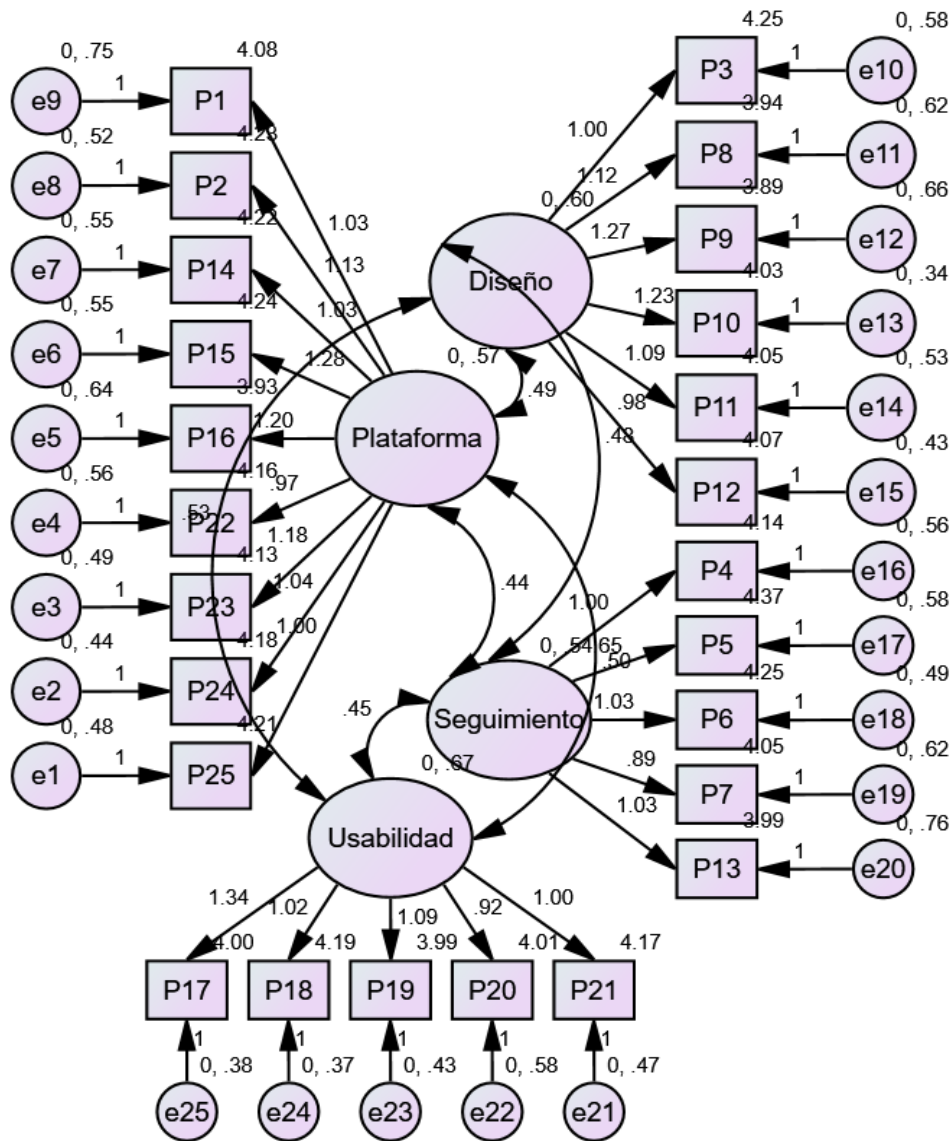 0, .75
4.08
e9
1
P1
0, .52
4.23
e8
1
P2
0, .55
4.22
e7
1
P14
0, .55
4.24
e6
1
P15
0, .64
3.93
e5
1
P16
0, .56
4.16
e4
1
P22
.53
0, .49
4.13
e3
1
P23
0, .44
4.18
e2
1
P24
0, .48
4.21
e1
1
P25
1.03
1.13
1.03
1.28
1.20
.97
1.18
1.04
1.00
0, .57
Plataforma
0, .60
Diseño
.49
.48
.44
.50
.45
1.00
1.12
1.27
1.23
1.09
.98
4.25
0, .58
P3
1
e10
3.94
0, .62
P8
1
e11
3.89
0, .66
P9
1
e12
4.03
0, .34
P10
1
e13
4.05
0, .53
P11
1
e14
4.07
0, .43
P12
1
e15
4.14
0, .56
P4
1
e16
4.37
0, .58
P5
1
e17
4.25
0, .49
P6
1
e18
4.05
0, .62
P7
1
e19
3.99
0, .76
P13
1
e20
1.00
0, .54
.65
1.03
.89
1.03
Seguimiento
0, .67
Usabilidad
1.34
1.02
1.09
.92
1.00
4.00
4.19
3.99
4.01
4.17
P17
P18
P19
P20
P21
1
1
1
1
1
0, .38
0, .37
0, .43
0, .58
0, .47
e25
e24
e23
e22
e21